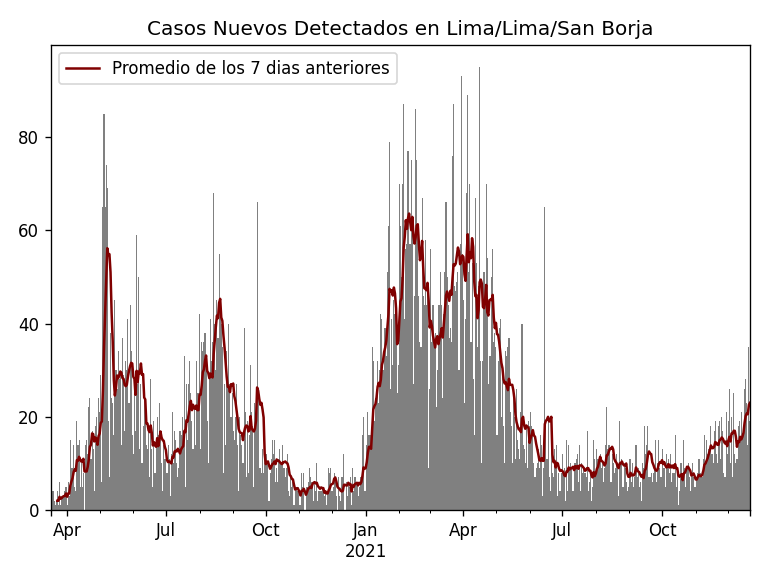 Casos Nuevos Detectados en Lima/Lima/San Borja
Promedio de los 7 dias anteriores
80
60
40
20
0
Apr Jul Oct Jan Apr Jul Oct
2021